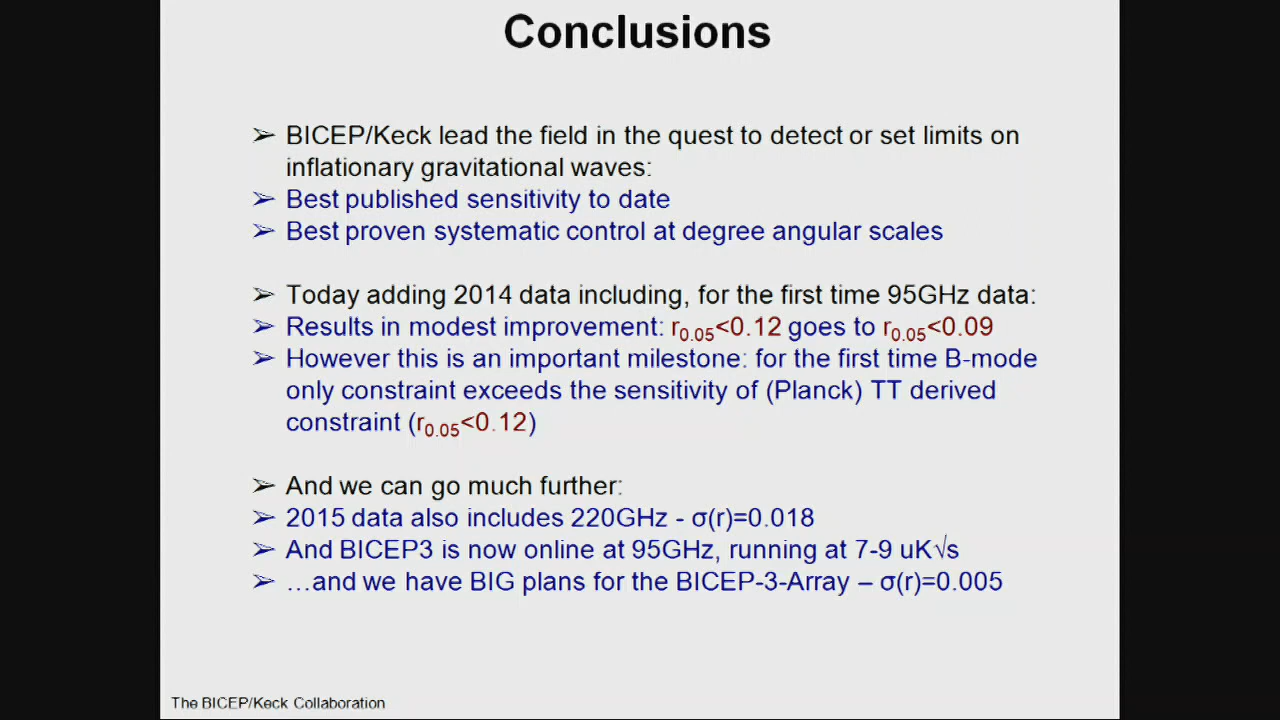 Conclusions
➢ BICEP/Keck lead the field in the quest to detect or set limits on
inflationary gravitational waves:
➢ Best published sensitivity to date
➢ Best proven systematic control at degree angular scales
➢ Today adding 2014 data including, for the first time 95GHz data:
➢ Results in modest improvement: r0.05<0.12 goes to r0.05<0.09
➢ However this is an important milestone: for the first time B-mode
only constraint exceeds the sensitivity of (Planck) TT derived
constraint (r0.05<0.12)
➢ And we can go much further:
➢ 2015 data also includes 220GHz - σ(r)=0.018
➢ And BICEP3 is now online at 95GHz, running at 7-9 uK√s
➢ …and we have BIG plans for the BICEP-3-Array – σ(r)=0.005
The BICEP/Keck Collaboration